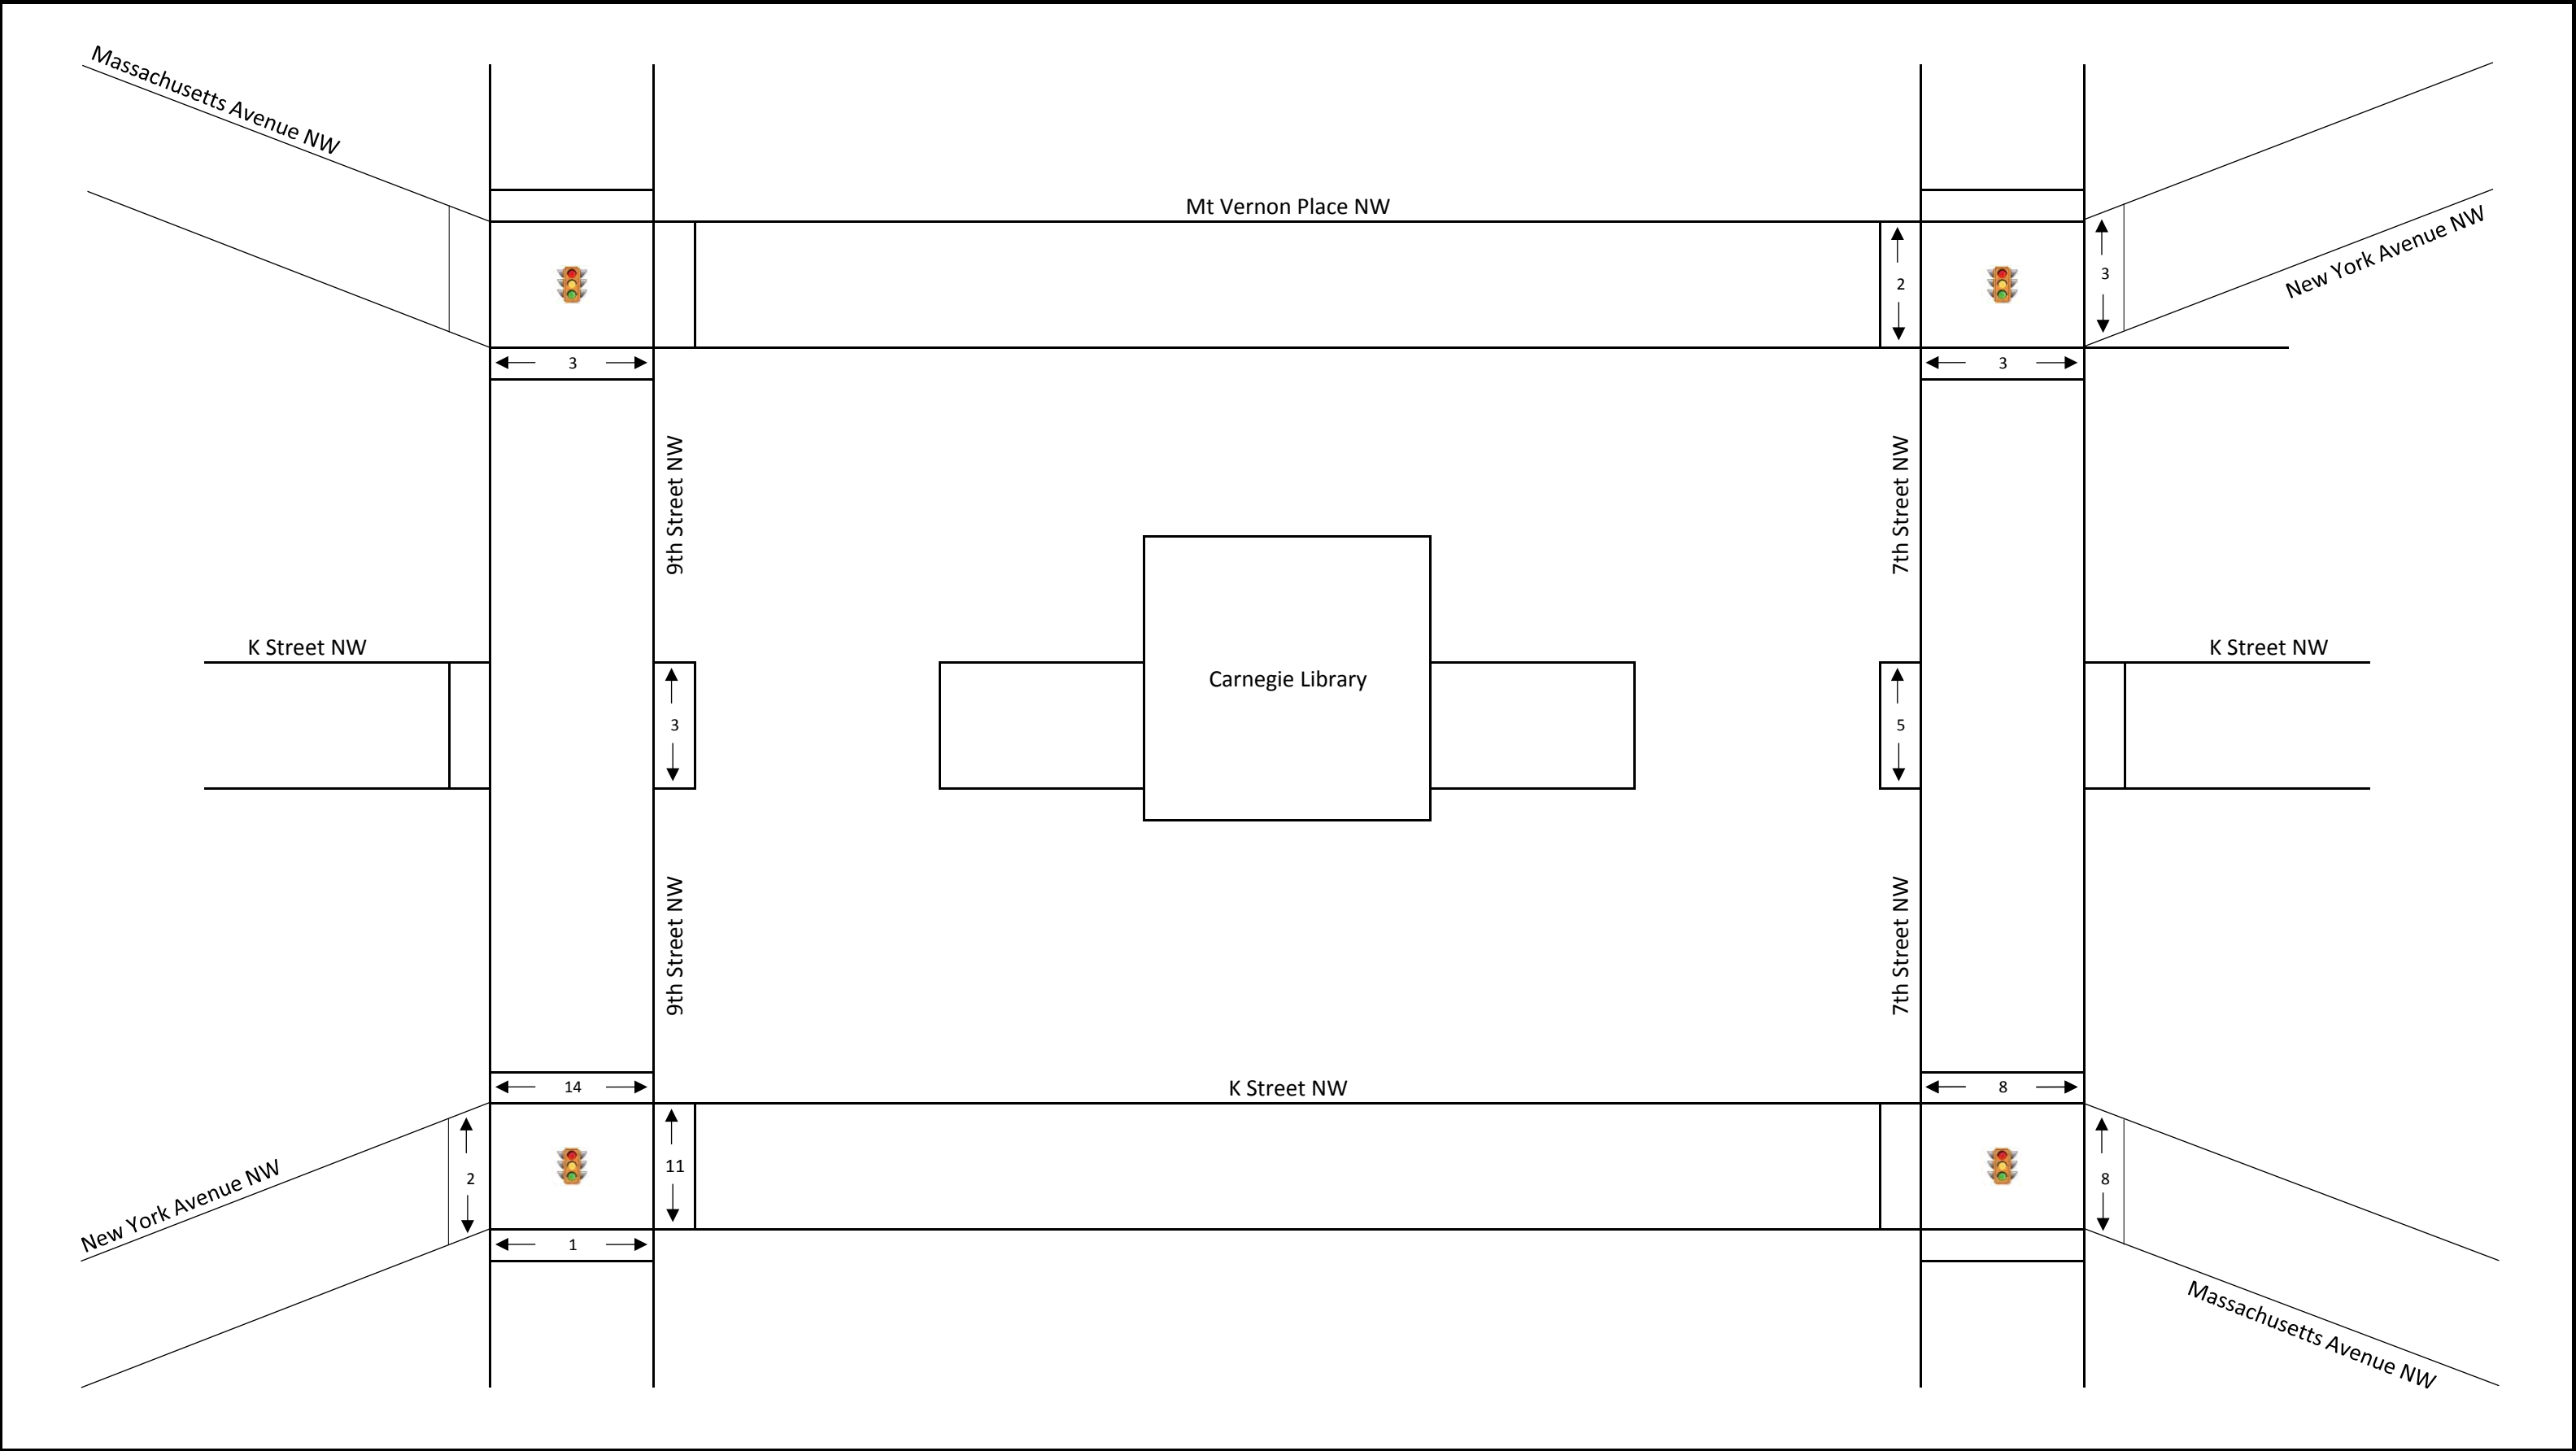 Massachusetts Avenue NW
Mt Vernon Place NW
New York Avenue NW
2
3
3
3
9th Street NW
7th Street NW
K Street NW
K Street NW
Carnegie Library
3
5
9th Street NW
7th Street NW
14
K Street NW
8
New York Avenue NW
2
11
8
1
Massachusetts Avenue NW